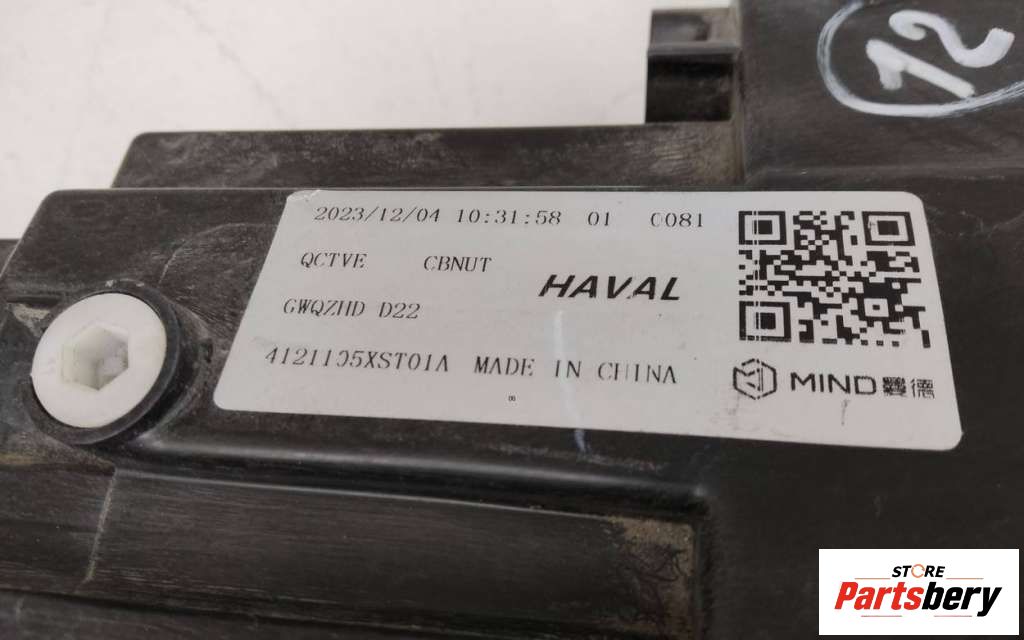 12
2023/12/04 10:31:58 01 0081
QCTVE CBNUT
HAVAL
GWQZHD D22
4121105XST01A MADE IN CHINA
MIND 德
STORE
Partsbery